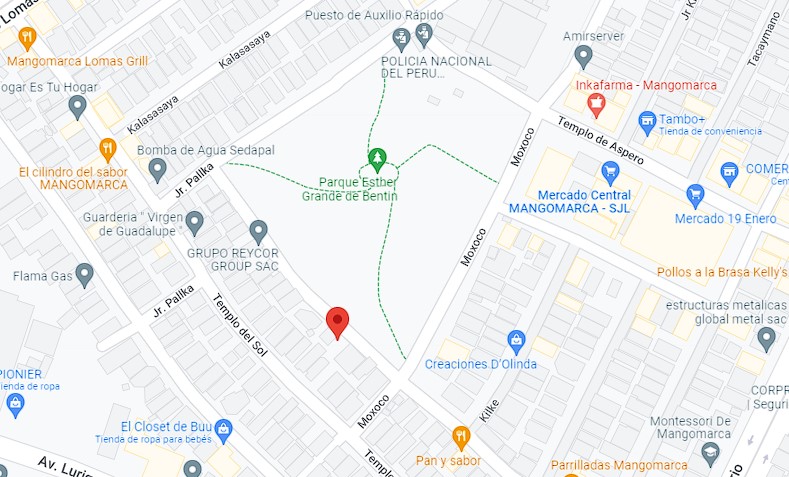 Lomas
Mangomarca Lomas Grill
Kalasasaya
Puesto de Auxilio Rápido
POLICIA NACIONAL
DEL PERU...
Jr K
Tacaymano
Amirserver
Inkafarma - Mangomarca
Hogar Es Tu Hogar
Kalasasaya
Tambo+
Tienda de conveniencia
Templo de Aspero
Moxoco
El cilindro del sabor
MANGOMARCA
Bomba de Agua Sedapal
Jr. Pallka
Parque Esther
Grande de Bentin
Mercado Central
MANGOMARCA - SJL
COMER
Mercado 19 Enero
Guarderia " Virgen
de Guadalupe "
GRUPO REYCOR
GROUP SAC
Moxoco
Flama Gas
Pollos a la Brasa Kelly's
Jr. Pallka
Templo del Sol
estructuras metalicas
global metal sac
PIONIER
Tienda de ropa
Creaciones D'Olinda
CORPR
| Seguri
El Closet de Buu
Tienda de ropa para bebés
Moxoco
Kilke
Montessori De
Mangomarca
Pan y sabor
Av. Lurig
Templo
Parrilladas Mangomarca
rio